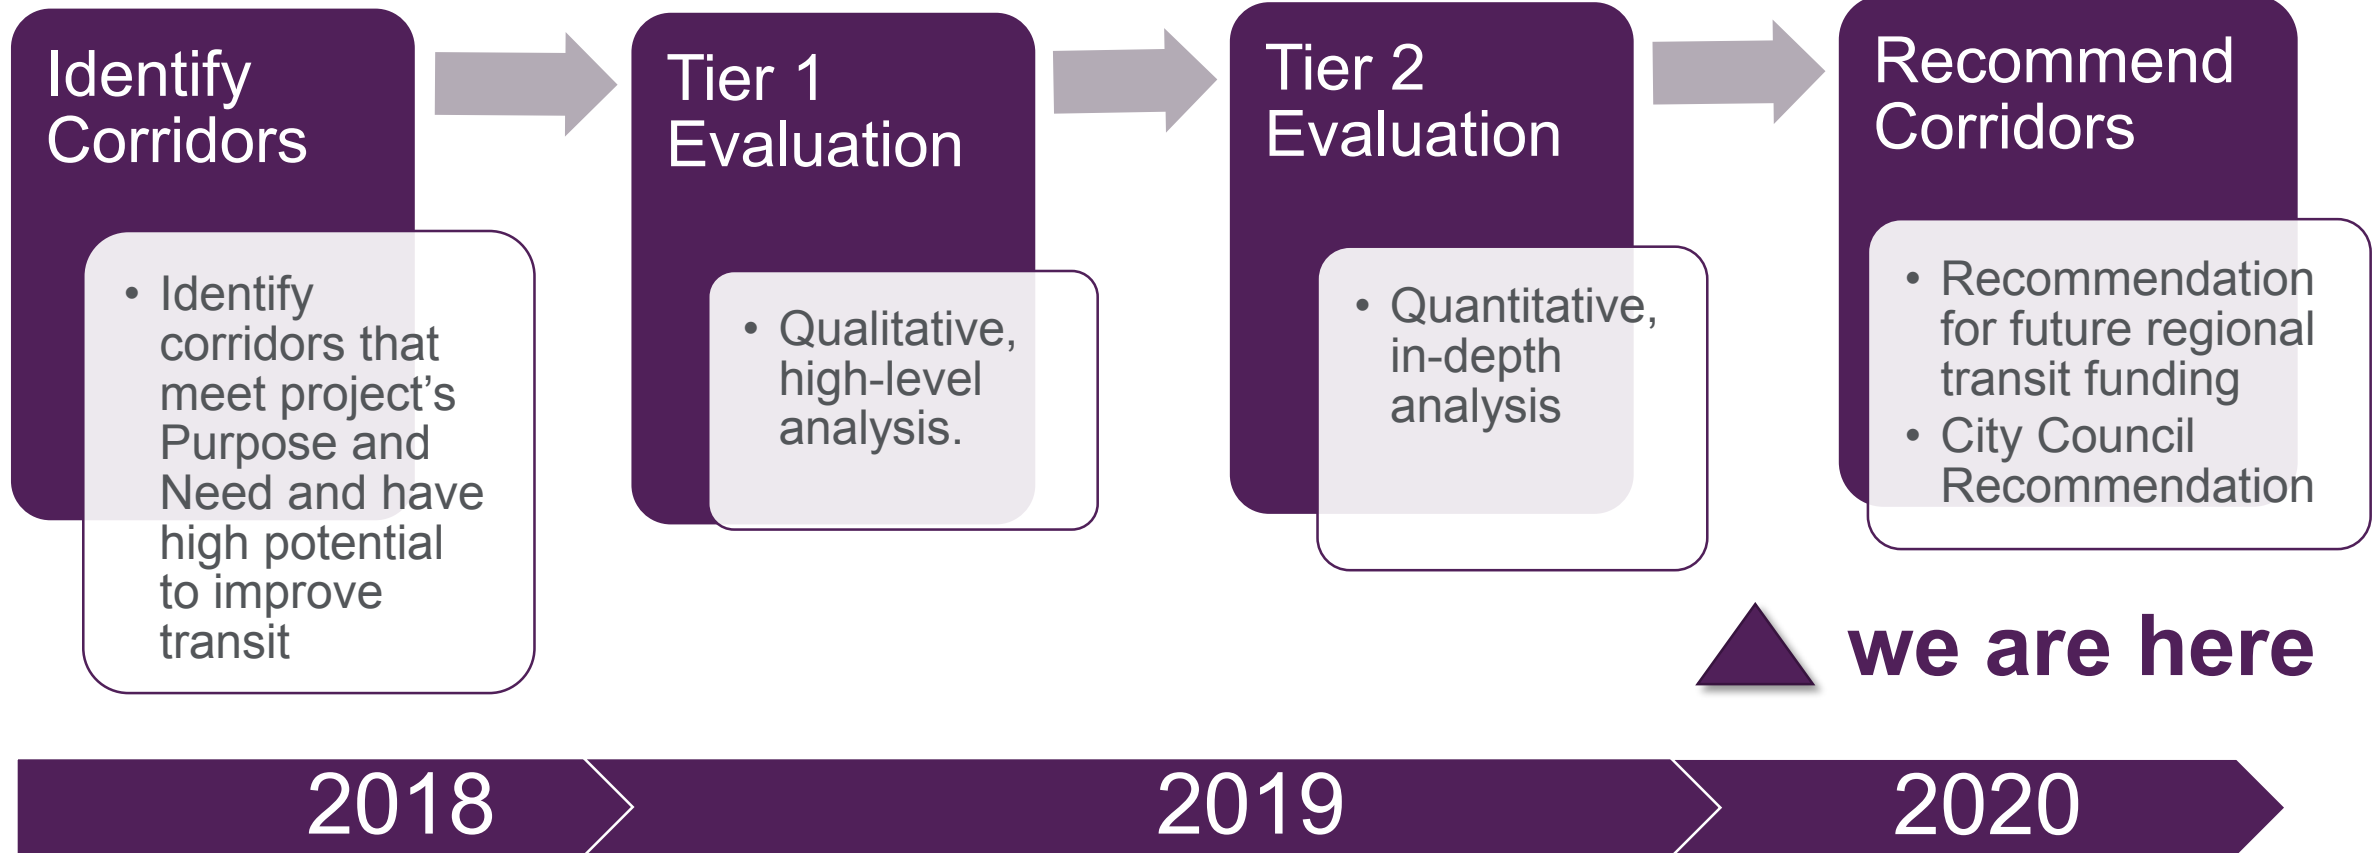 Identify
Corridors
• Identify
corridors that
meet project’s
Purpose and
Need and have
high potential
to improve
transit
Tier 1
Evaluation
• Qualitative,
high-level
analysis.
Tier 2
Evaluation
• Quantitative,
in-depth
analysis
Recommend
Corridors
• Recommendation
for future regional
transit funding
• City Council
Recommendation
we are here
2018
2019
2020